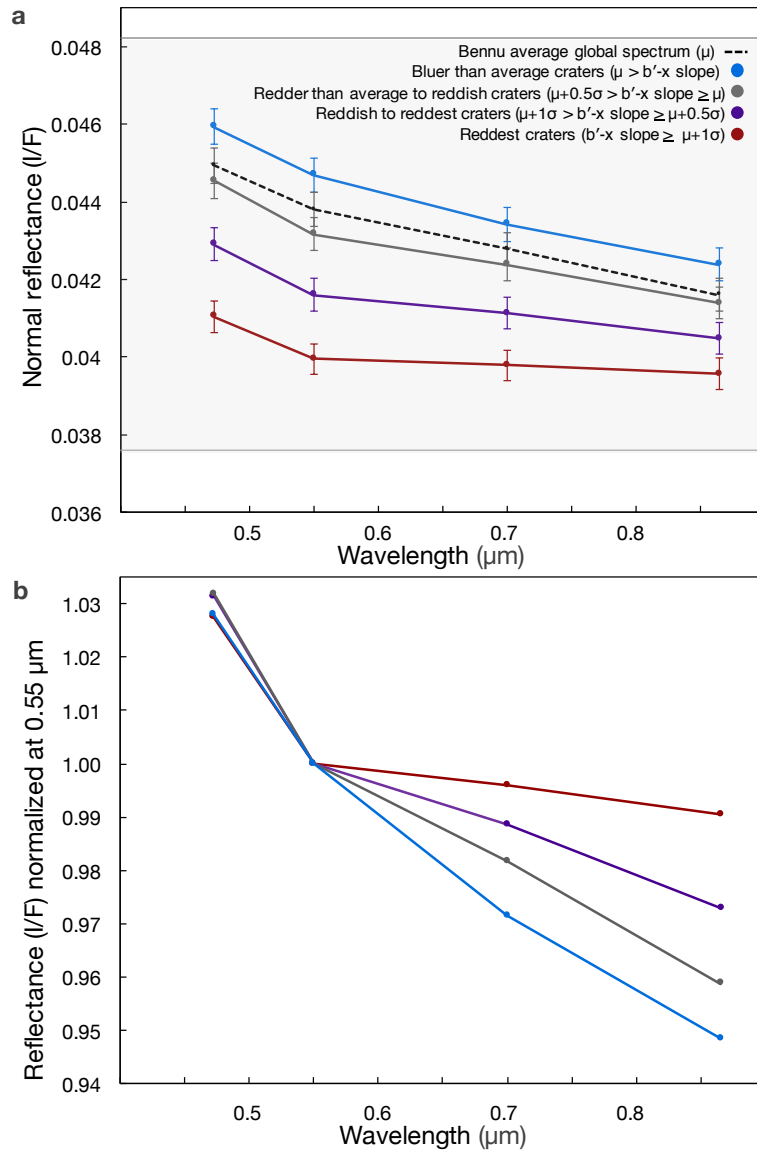 a
0.048
0.046
0.044
0.042
0.04
0.038
0.036
Normal reflectance (I/F)
Bennu average global spectrum (μ)
Bluer than average craters (μ > b′-x slope)
Redder than average to reddish craters (μ+0.5σ > b′-x slope ≥ μ)
Reddish to reddest craters (μ+1σ > b′-x slope ≥ μ+0.5σ)
Reddest craters (b′-x slope ≥ μ+1σ)
0.5 0.6 0.7 0.8
Wavelength (μm)
b
1.03
1.02
1.01
1.00
0.99
0.98
0.97
0.96
0.95
0.94
Reflectance (I/F) normalized at 0.55 μm
0.5 0.6 0.7 0.8
Wavelength (μm)